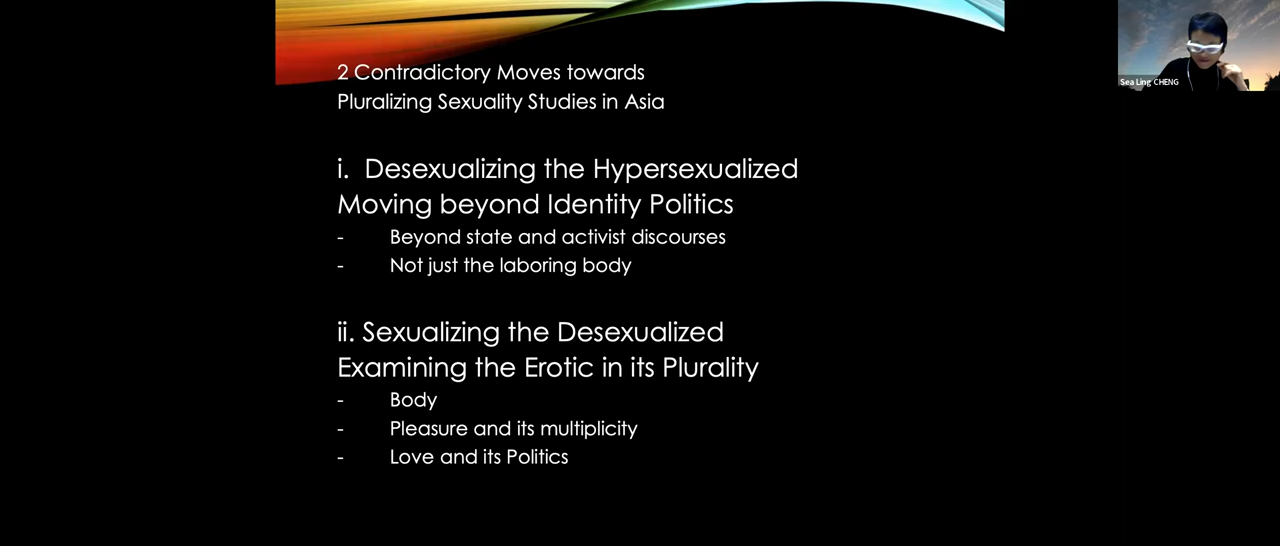 2 Contradictory Moves towards
Pluralizing Sexuality Studies in Asia
i. Desexualizing the Hypersexualized
Moving beyond Identity Politics
- Beyond state and activist discourses
- Not just the laboring body
ii. Sexualizing the Desexualized
Examining the Erotic in its Plurality
- Body
- Pleasure and its multiplicity
- Love and its Politics
Sea Ling CHENG